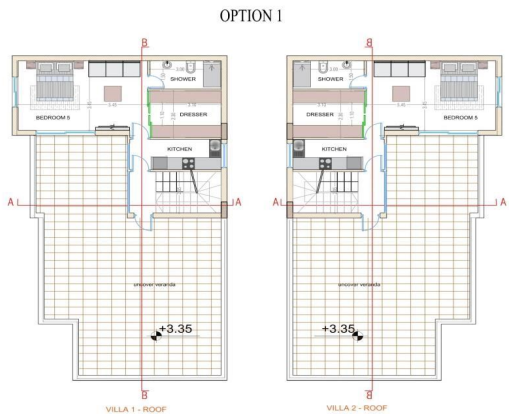 OPTION 1
B B
SHOWER SHOWER
DRESSER DRESSER
BEDROOM 5 BEDROOM 5
KITCHEN KITCHEN
A A A A
uncover veranda uncover veranda
+3.35 +3.35
B B
VILLA 1 - ROOF VILLA 2 - ROOF